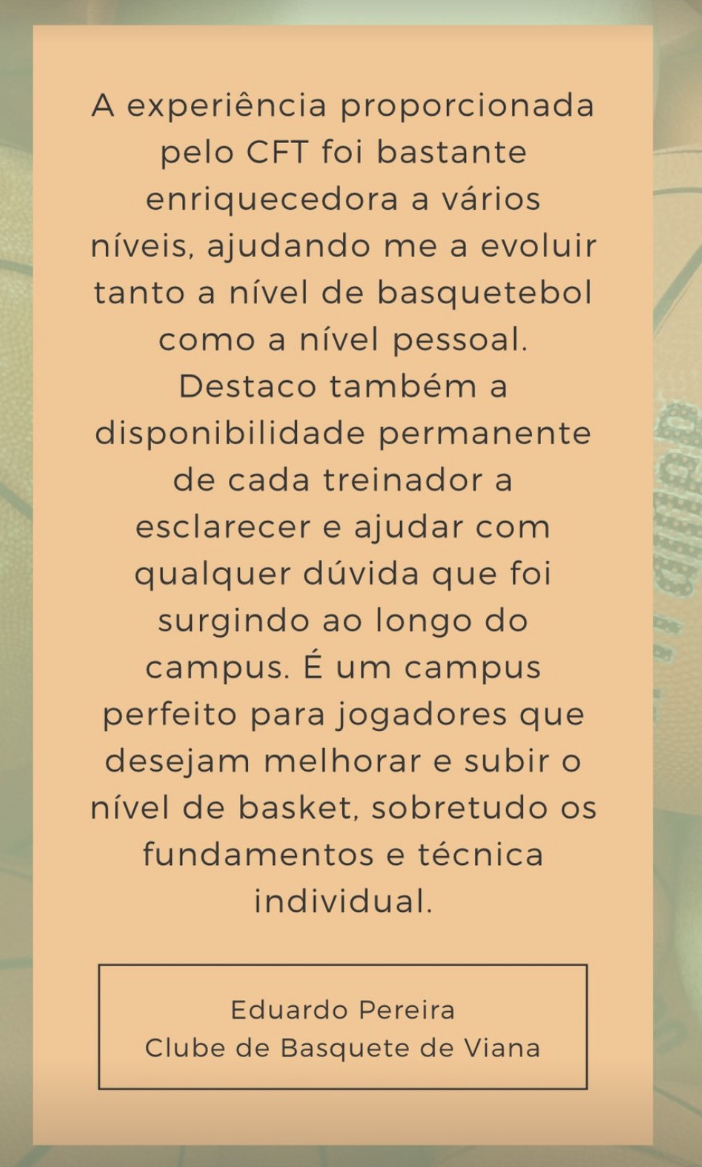 A experiência proporcionada
pelo CFT foi bastante
enriquecedora a vários
níveis, ajudando me a evoluir
tanto a nível de basquetebol
como a nível pessoal.
Destaco também a
disponibilidade permanente
de cada treinador a
esclarecer e ajudar com
qualquer dúvida que foi
surgindo ao longo do
campus. É um campus
perfeito para jogadores que
desejam melhorar e subir o
nível de basket, sobretudo os
fundamentos e técnica
individual.
Eduardo Pereira
Clube de Basquete de Viana